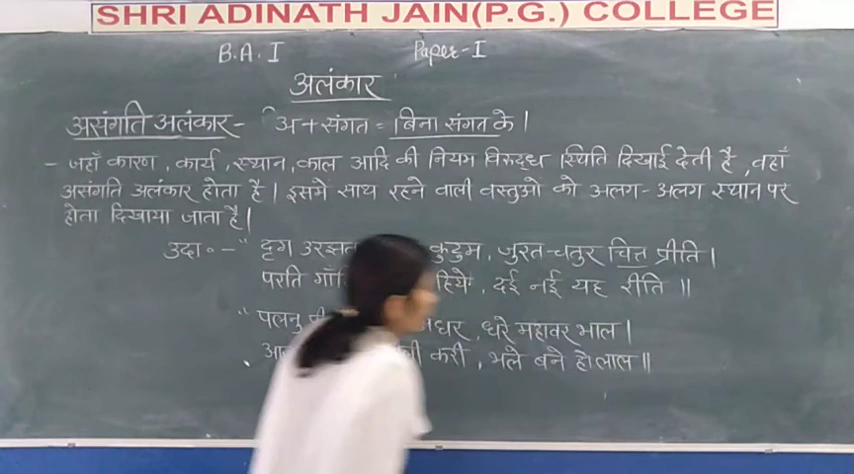 SHRI ADINATH JAIN(P.G.) COLLEGE
B.A. I Paper-I
अलंकार
असंगति अलंकार- अ+संगत = बिना संगत के।
- जहाँ कारण, कार्य, स्थान, काल आदि की नियम विरुद्ध स्थिति दिखाई देती है, वहाँ
असंगति अलंकार होता है। इसमें साथ रहने वाली वस्तुओं को अलग-अलग स्थान पर
होता दिखाया जाता है।
उदा॰ - " दृग उरझत कुटुम, जुरत-चतुर चित्त प्रीति।
परति हिये, दई नई यह रीति॥
" पलनु अधर, धरे महावर भाल।
करी, भले बने हो लाल॥